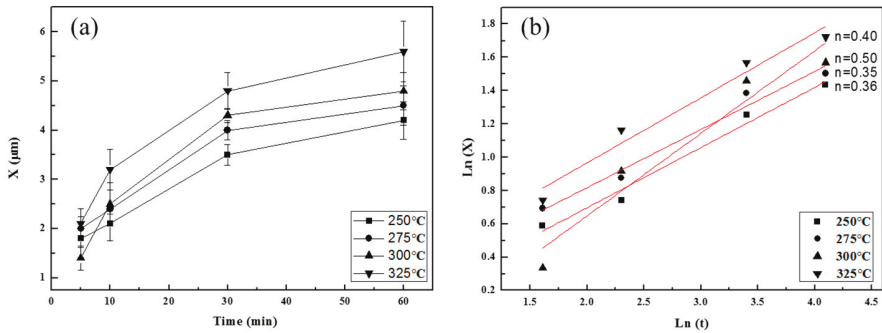 (a)
6
5
4
3
2
1
X (μm)
0
10
20
30
40
50
60
Time (min)
250°C
275°C
300°C
325°C
(b)
1.8
1.6
1.4
1.2
1.0
0.8
0.6
0.4
0.2
Ln (X)
1.5
2.0
2.5
3.0
3.5
4.0
4.5
Ln (t)
n=0.40
n=0.50
n=0.35
n=0.36
250°C
275°C
300°C
325°C